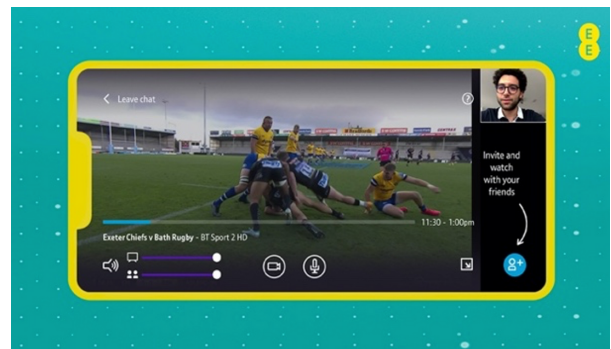 E
E
Leave chat
?
Invite and
watch
with your
friends
11:30 - 1:00pm
Exeter Chiefs v Bath Rugby - BT Sport 2 HD